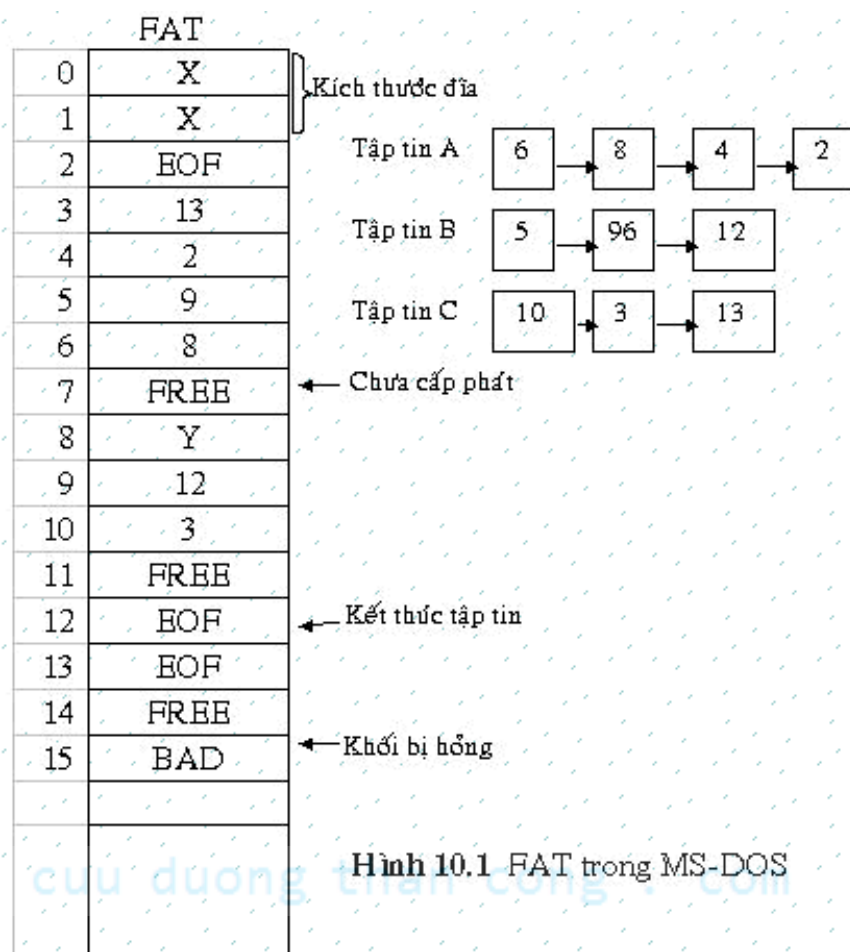 FAT
0 X
1 X
Kích thước đĩa
2 EOF
3 13
4 2
5 9
6 8
7 FREE
Chưa cấp phát
8 Y
9 12
10 3
11 FREE
12 EOF
Kết thúc tập tin
13 EOF
14 FREE
15 BAD
Khối bị hỏng
Tập tin A 6 8 4 2
Tập tin B 5 96 12
Tập tin C 10 3 13
Hình 10.1 FAT trong MS-DOS
cuu duong than cong . com